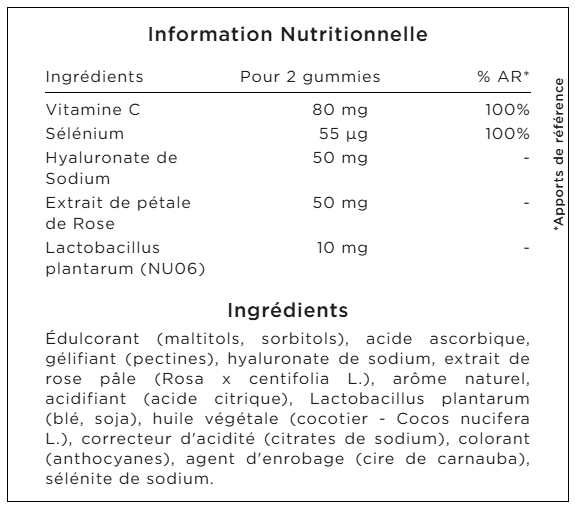 Information Nutritionnelle
Ingrédients Pour 2 gummies % AR*
Vitamine C 80 mg 100%
Sélénium 55 µg 100%
Hyaluronate de 50 mg -
Sodium
Extrait de pétale 50 mg -
de Rose
Lactobacillus 10 mg -
plantarum (NU06)
*Apports de référence
Ingrédients
Édulcorant (maltitols, sorbitols), acide ascorbique,
gélifiant (pectines), hyaluronate de sodium, extrait de
rose pâle (Rosa x centifolia L.), arôme naturel,
acidifiant (acide citrique), Lactobacillus plantarum
(blé, soja), huile végétale (cocotier - Cocos nucifera
L.), correcteur d'acidité (citrates de sodium), colorant
(anthocyanes), agent d'enrobage (cire de carnauba),
sélénite de sodium.